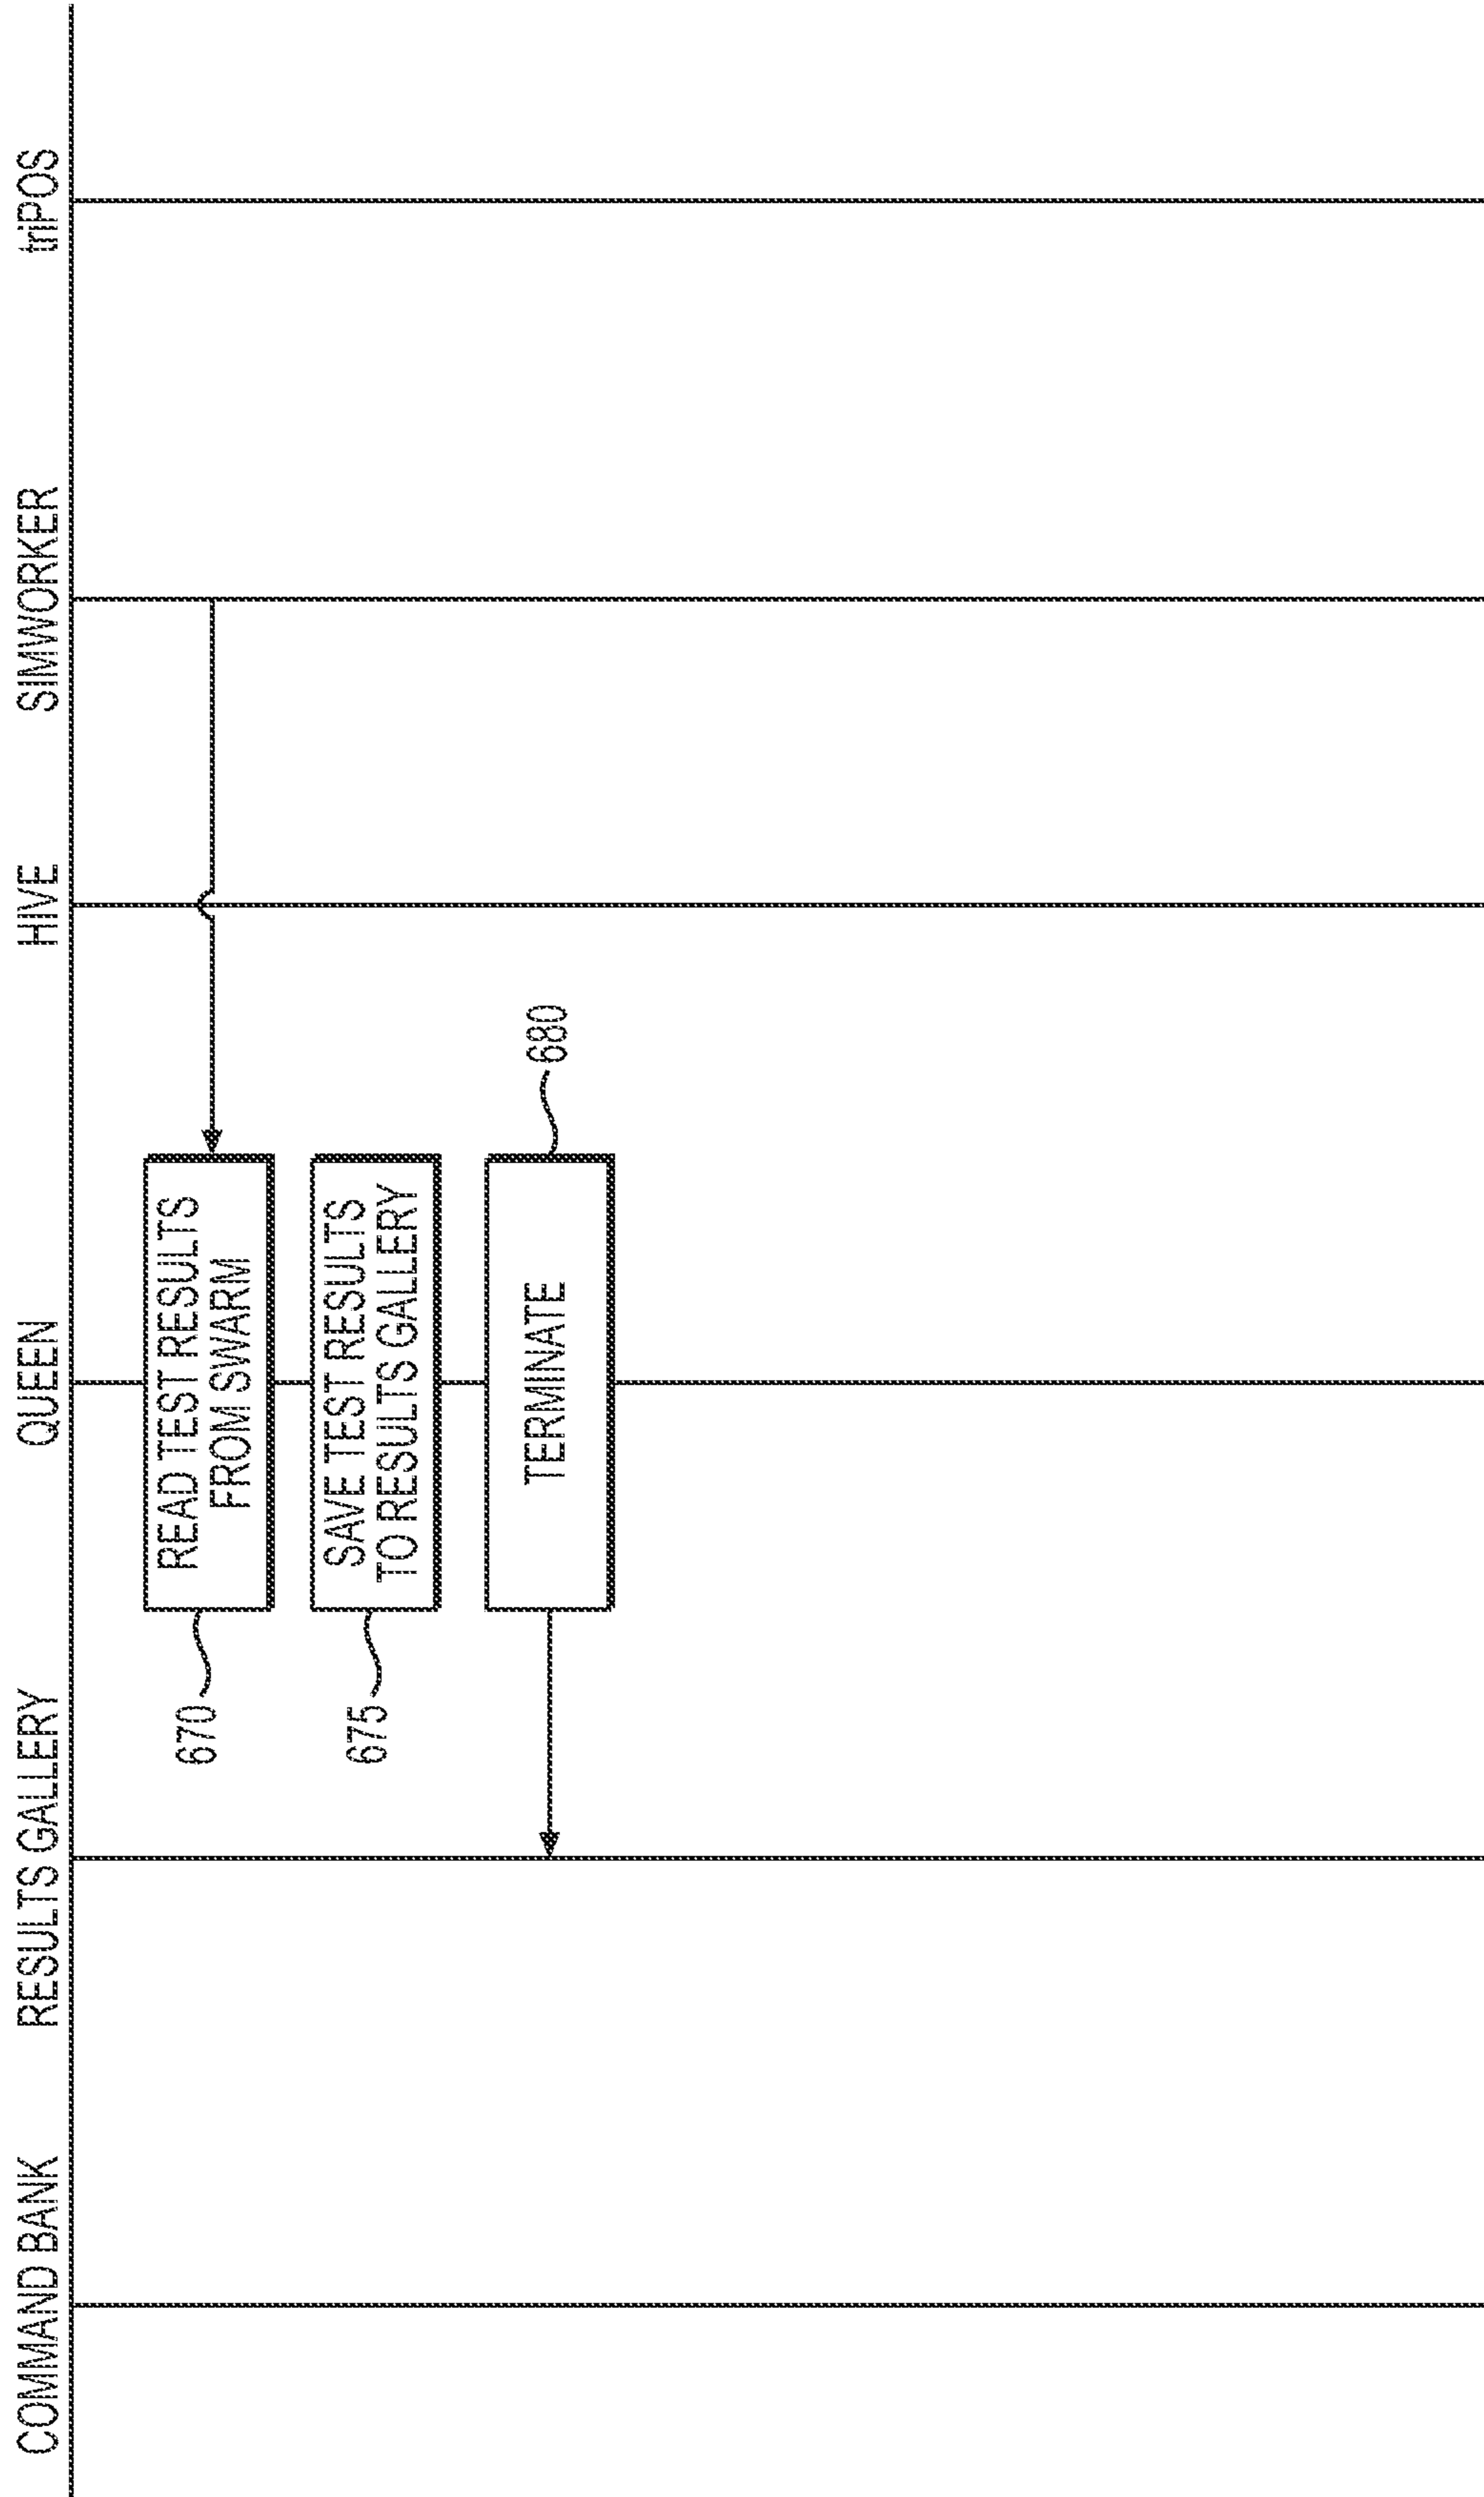 COMMAND BANK
RESULTS GALLERY
QUEEN
HIVE
SIMWORKER
triPOS
670
READ TEST RESULTS
FROM SWARM
675
SAVE TEST RESULTS
TO RESULTS GALLERY
TERMINATE
680